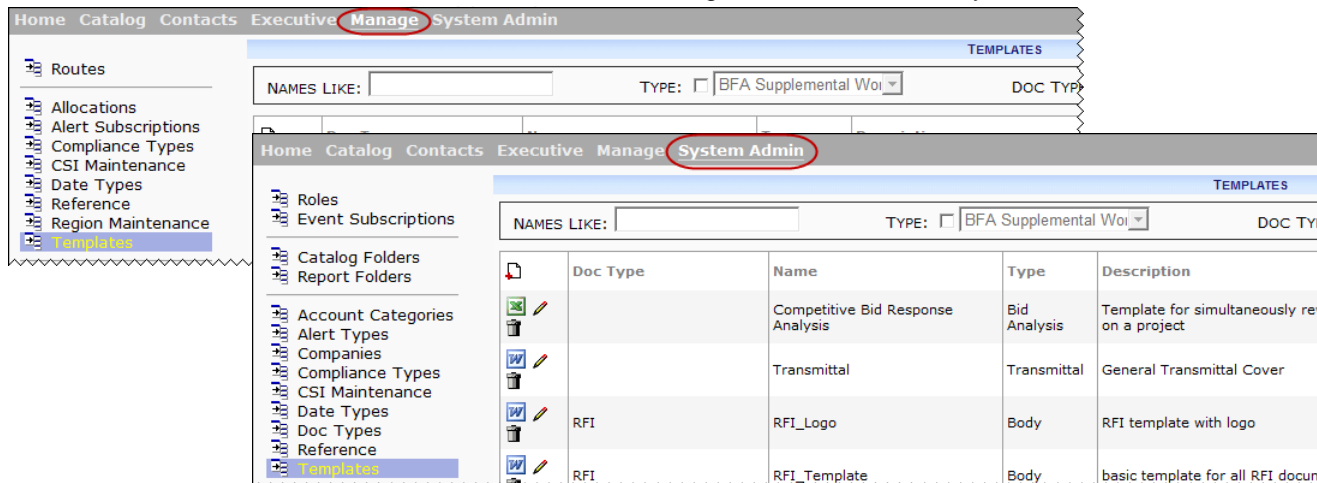 Home Catalog Contacts Executive Manage System Admin
TEMPLATES
Routes
NAMES LIKE:
TYPE:
BFA Supplemental Wor
DOC TYP
Allocations
Alert Subscriptions
Compliance Types
CSI Maintenance
Date Types
Reference
Region Maintenance
Templates
Home Catalog Contacts Executive Manage System Admin
TEMPLATES
Roles
Event Subscriptions
NAMES LIKE:
TYPE:
BFA Supplemental Wor
DOC TY
Catalog Folders
Report Folders
Account Categories
Alert Types
Companies
Compliance Types
CSI Maintenance
Date Types
Doc Types
Reference
Templates
Doc Type Name Type Description
Competitive Bid Response
Analysis
Bid
Analysis
Template for simultaneously re
on a project
Transmittal Transmittal General Transmittal Cover
RFI RFI_Logo Body RFI template with logo
RFI RFI_Template Body basic template for all RFI docum